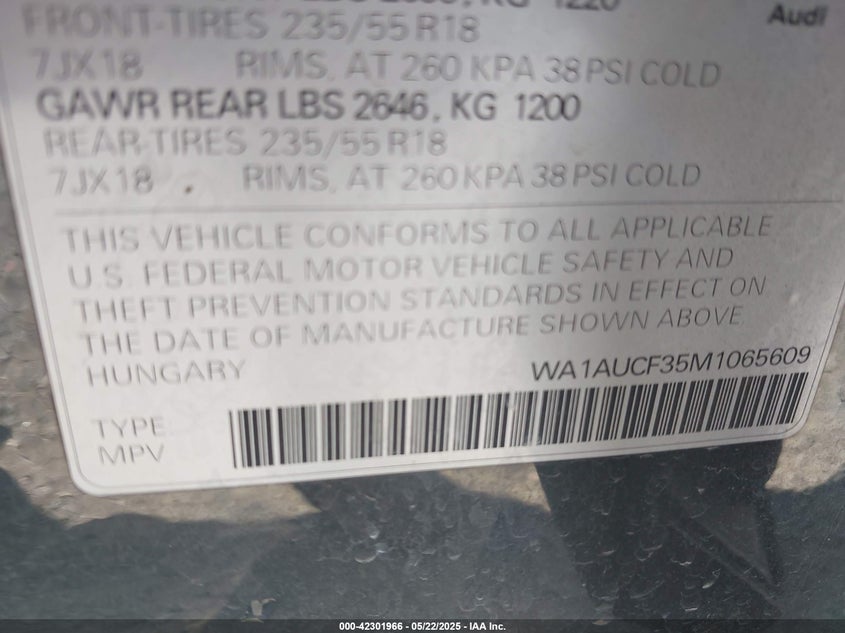 Audi
FRONT-TIRES 235/55 R18
7JX18 RIMS, AT 260 KPA 38 PSI COLD
GAWR REAR LBS 2646, KG 1200
REAR-TIRES 235/55 R18
7JX18 RIMS, AT 260 KPA 38 PSI COLD
THIS VEHICLE CONFORMS TO ALL APPLICABLE
U.S. FEDERAL MOTOR VEHICLE SAFETY AND
THEFT PREVENTION STANDARDS IN EFFECT ON
THE DATE OF MANUFACTURE SHOWN ABOVE
HUNGARY WA1AUCF35M1065609
TYPE:
MPV
000-42301966 - 05/22/2025 - IAA Inc.